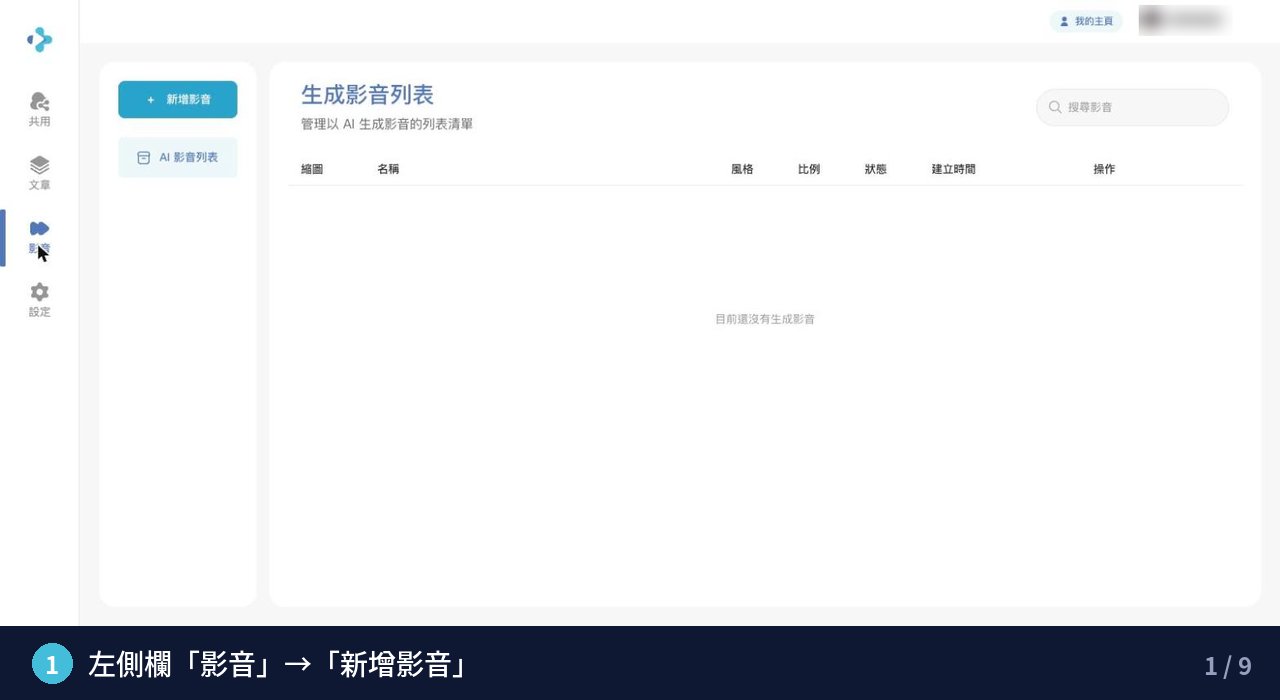 我的主頁
共用
文章
影音
設定
+ 新增影音
AI 影音列表
生成影音列表
管理以 AI 生成影音的列表清單
搜尋影音
縮圖 名稱 風格 比例 狀態 建立時間 操作
目前還沒有生成影音
1 左側欄「影音」→「新增影音」
1 / 9